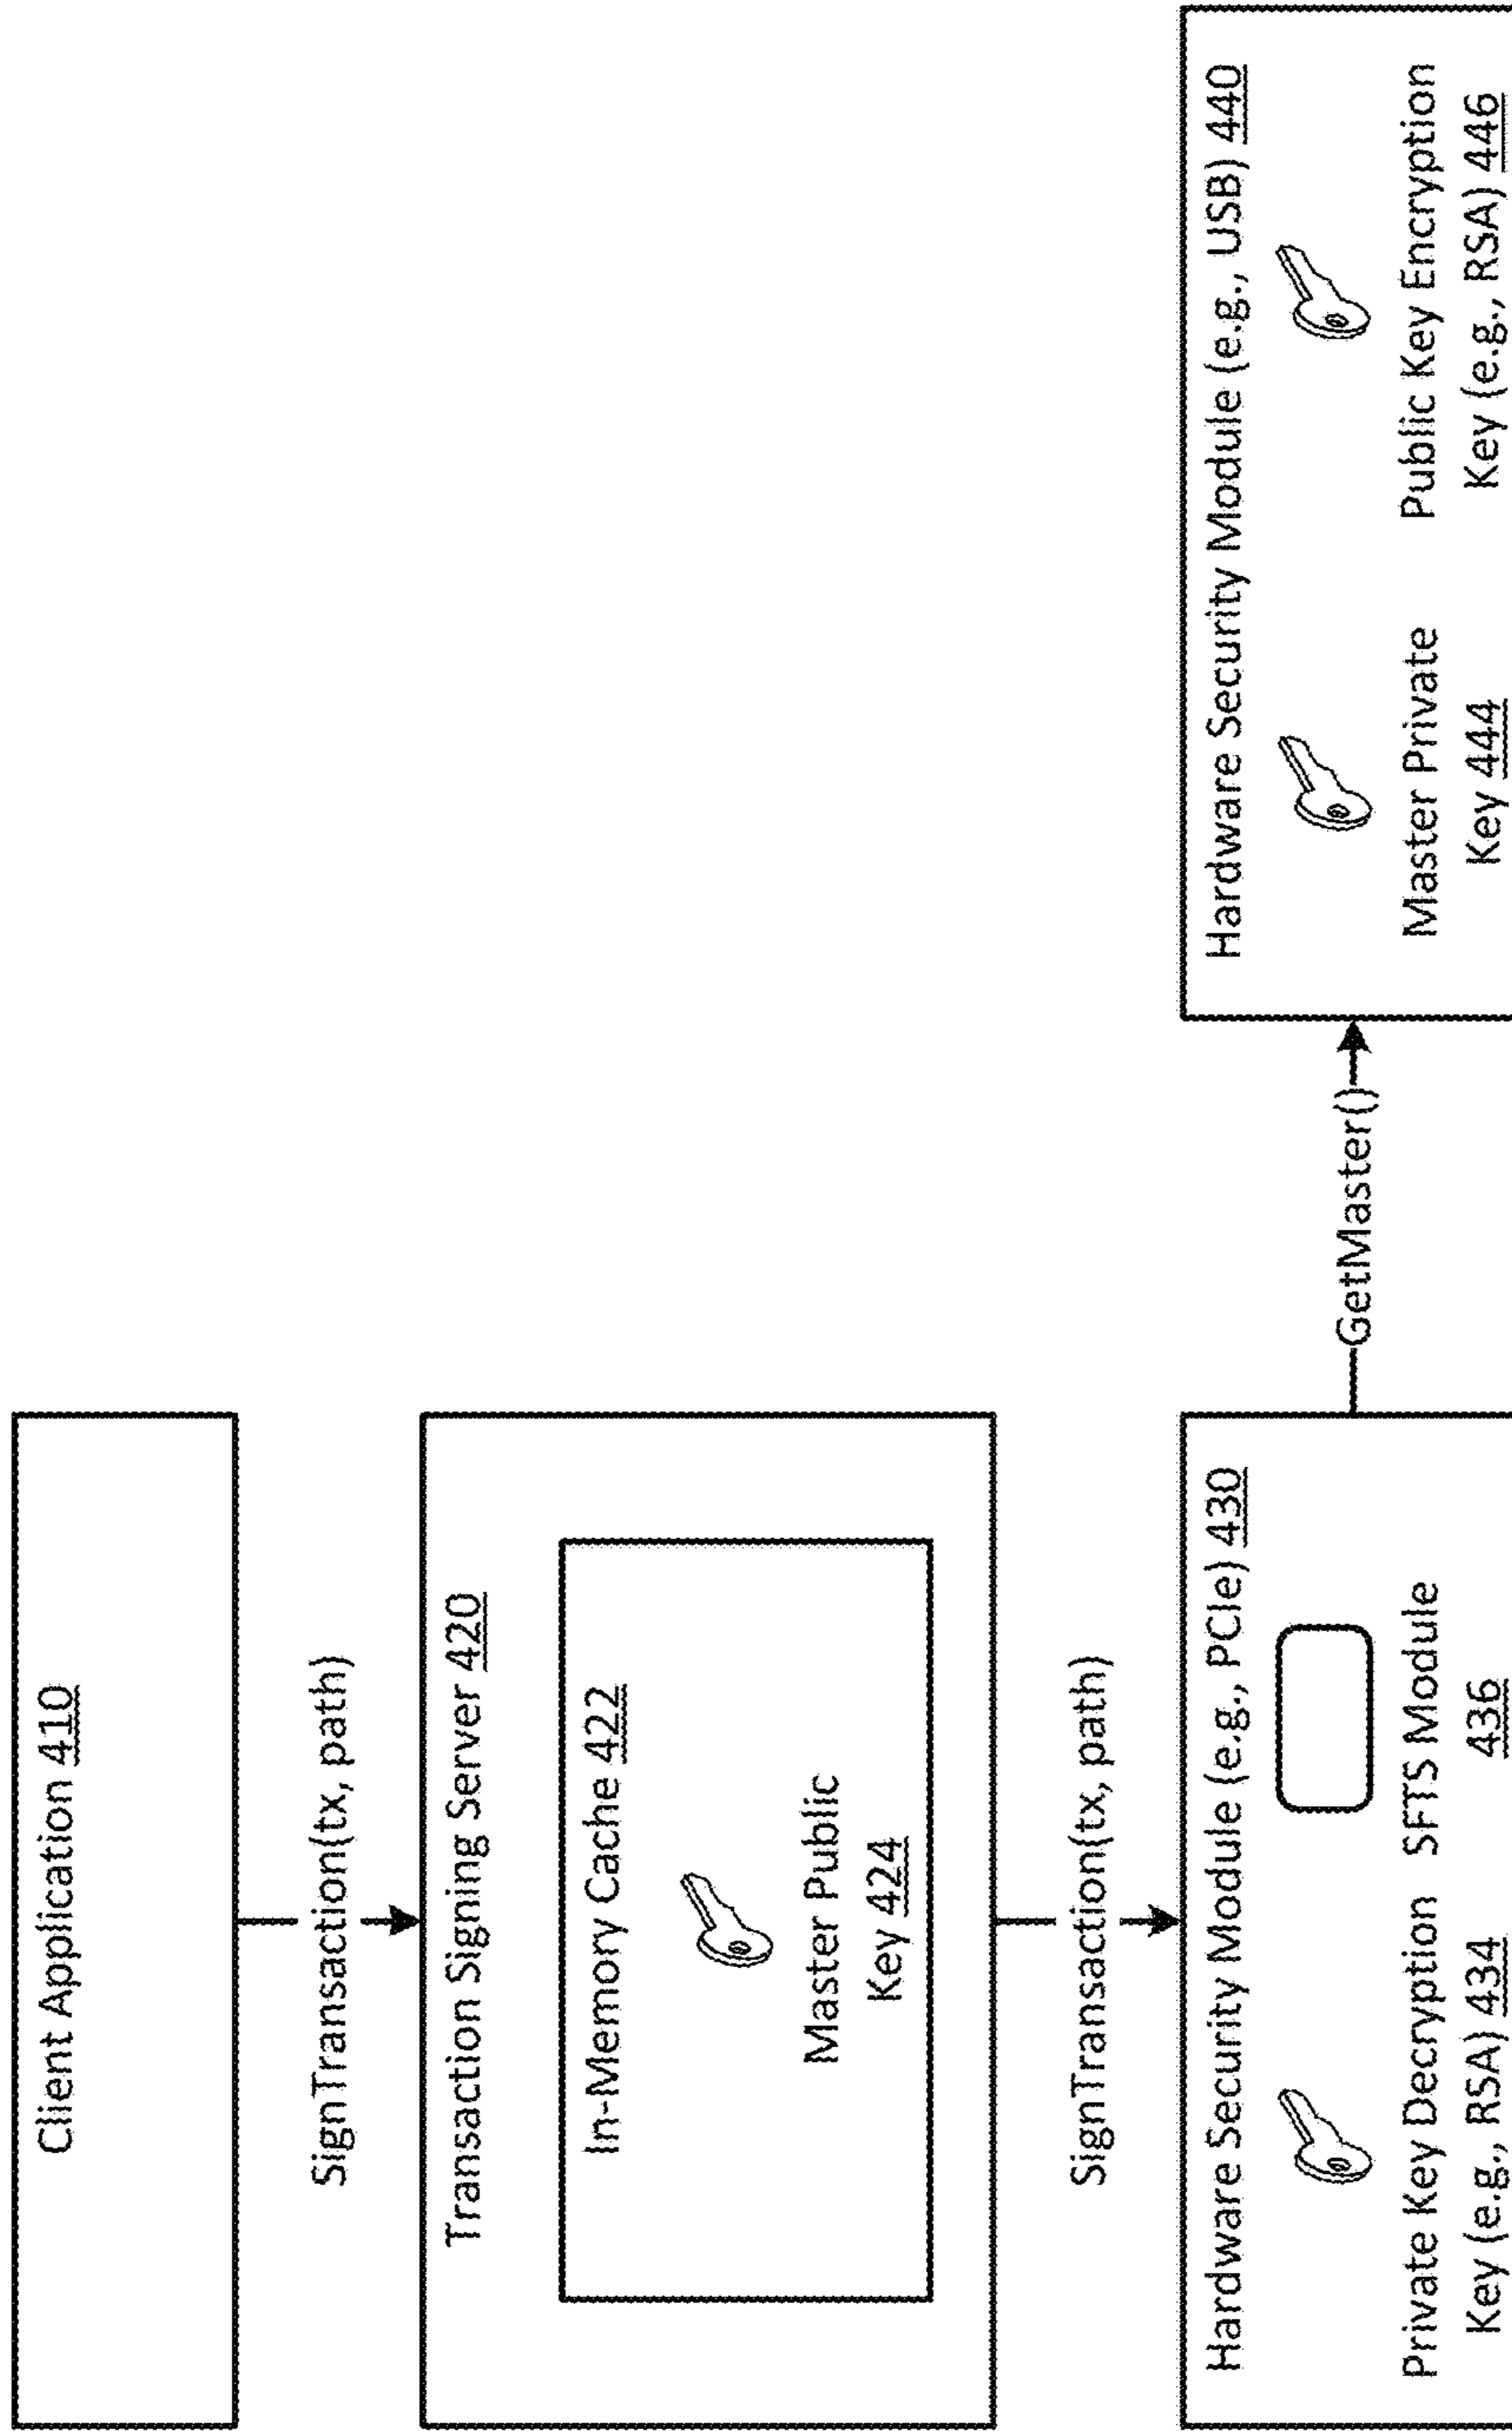 Client Application 410
SignTransaction(tx, path)
Transaction Signing Server 420
In-Memory Cache 422
Master Public
Key 424
SignTransaction(tx, path)
Hardware Security Module (e.g., PCIe) 430
Private Key Decryption
Key (e.g., RSA) 434
SFTS Module
436
GetMaster()
Hardware Security Module (e.g., USB) 440
Master Private
Key 444
Public Key Encryption
Key (e.g., RSA) 446